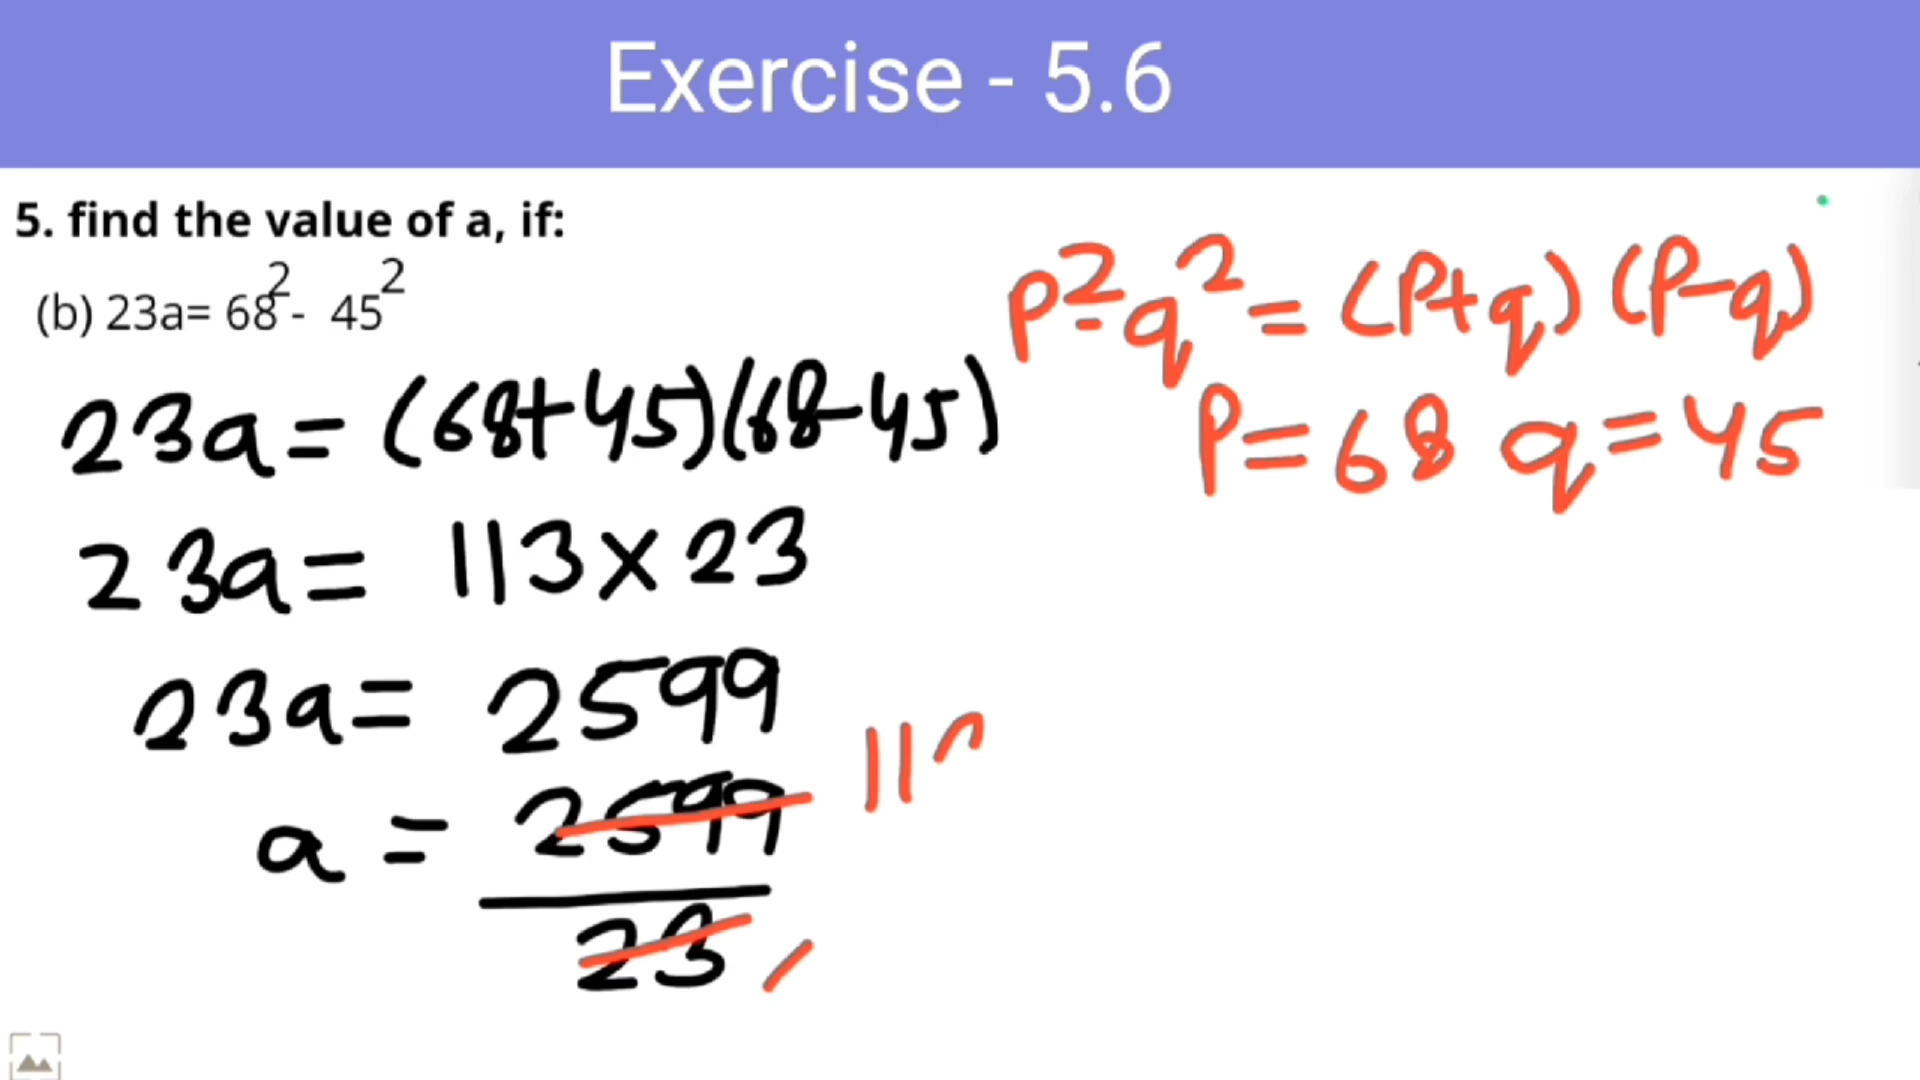 Exercise - 5.6
5. find the value of a, if:
(b) 23a= 68² - 45²
p² - q² = (p+q) (p-q)
23a = (68+45)(68-45)
p = 68 q = 45
23a = 113 x 23
23a = 2599
a = 2599
23